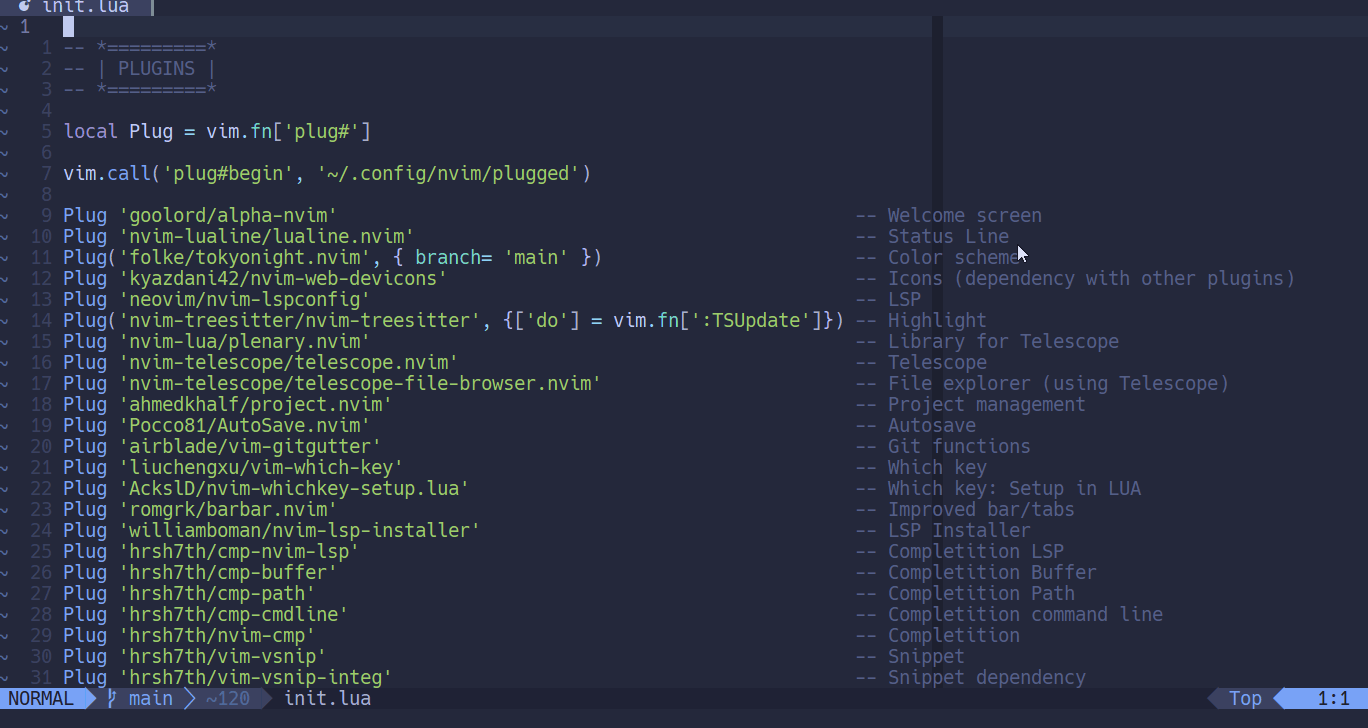 init.lua
~ 1
~ 1 -- *=========*
~ 2 -- | PLUGINS |
~ 3 -- *=========*
~ 4
~ 5 local Plug = vim.fn['plug#']
~ 6
~ 7 vim.call('plug#begin', '~/.config/nvim/plugged')
~ 8
~ 9 Plug 'goolord/alpha-nvim' -- Welcome screen
~ 10 Plug 'nvim-lualine/lualine.nvim' -- Status Line
~ 11 Plug('folke/tokyonight.nvim', { branch= 'main' }) -- Color scheme
~ 12 Plug 'kyazdani42/nvim-web-devicons' -- Icons (dependency with other plugins)
~ 13 Plug 'neovim/nvim-lspconfig' -- LSP
~ 14 Plug('nvim-treesitter/nvim-treesitter', {['do'] = vim.fn[':TSUpdate']}) -- Highlight
~ 15 Plug 'nvim-lua/plenary.nvim' -- Library for Telescope
~ 16 Plug 'nvim-telescope/telescope.nvim' -- Telescope
~ 17 Plug 'nvim-telescope/telescope-file-browser.nvim' -- File explorer (using Telescope)
~ 18 Plug 'ahmedkhalf/project.nvim' -- Project management
~ 19 Plug 'Pocco81/AutoSave.nvim' -- Autosave
~ 20 Plug 'airblade/vim-gitgutter' -- Git functions
~ 21 Plug 'liuchengxu/vim-which-key' -- Which key
~ 22 Plug 'AckslD/nvim-whichkey-setup.lua' -- Which key: Setup in LUA
~ 23 Plug 'romgrk/barbar.nvim' -- Improved bar/tabs
~ 24 Plug 'williamboman/nvim-lsp-installer' -- LSP Installer
~ 25 Plug 'hrsh7th/cmp-nvim-lsp' -- Completition LSP
~ 26 Plug 'hrsh7th/cmp-buffer' -- Completition Buffer
~ 27 Plug 'hrsh7th/cmp-path' -- Completition Path
~ 28 Plug 'hrsh7th/cmp-cmdline' -- Completition command line
~ 29 Plug 'hrsh7th/nvim-cmp' -- Completition
~ 30 Plug 'hrsh7th/vim-vsnip' -- Snippet
~ 31 Plug 'hrsh7th/vim-vsnip-integ' -- Snippet dependency
NORMAL main ~120 init.lua Top 1:1